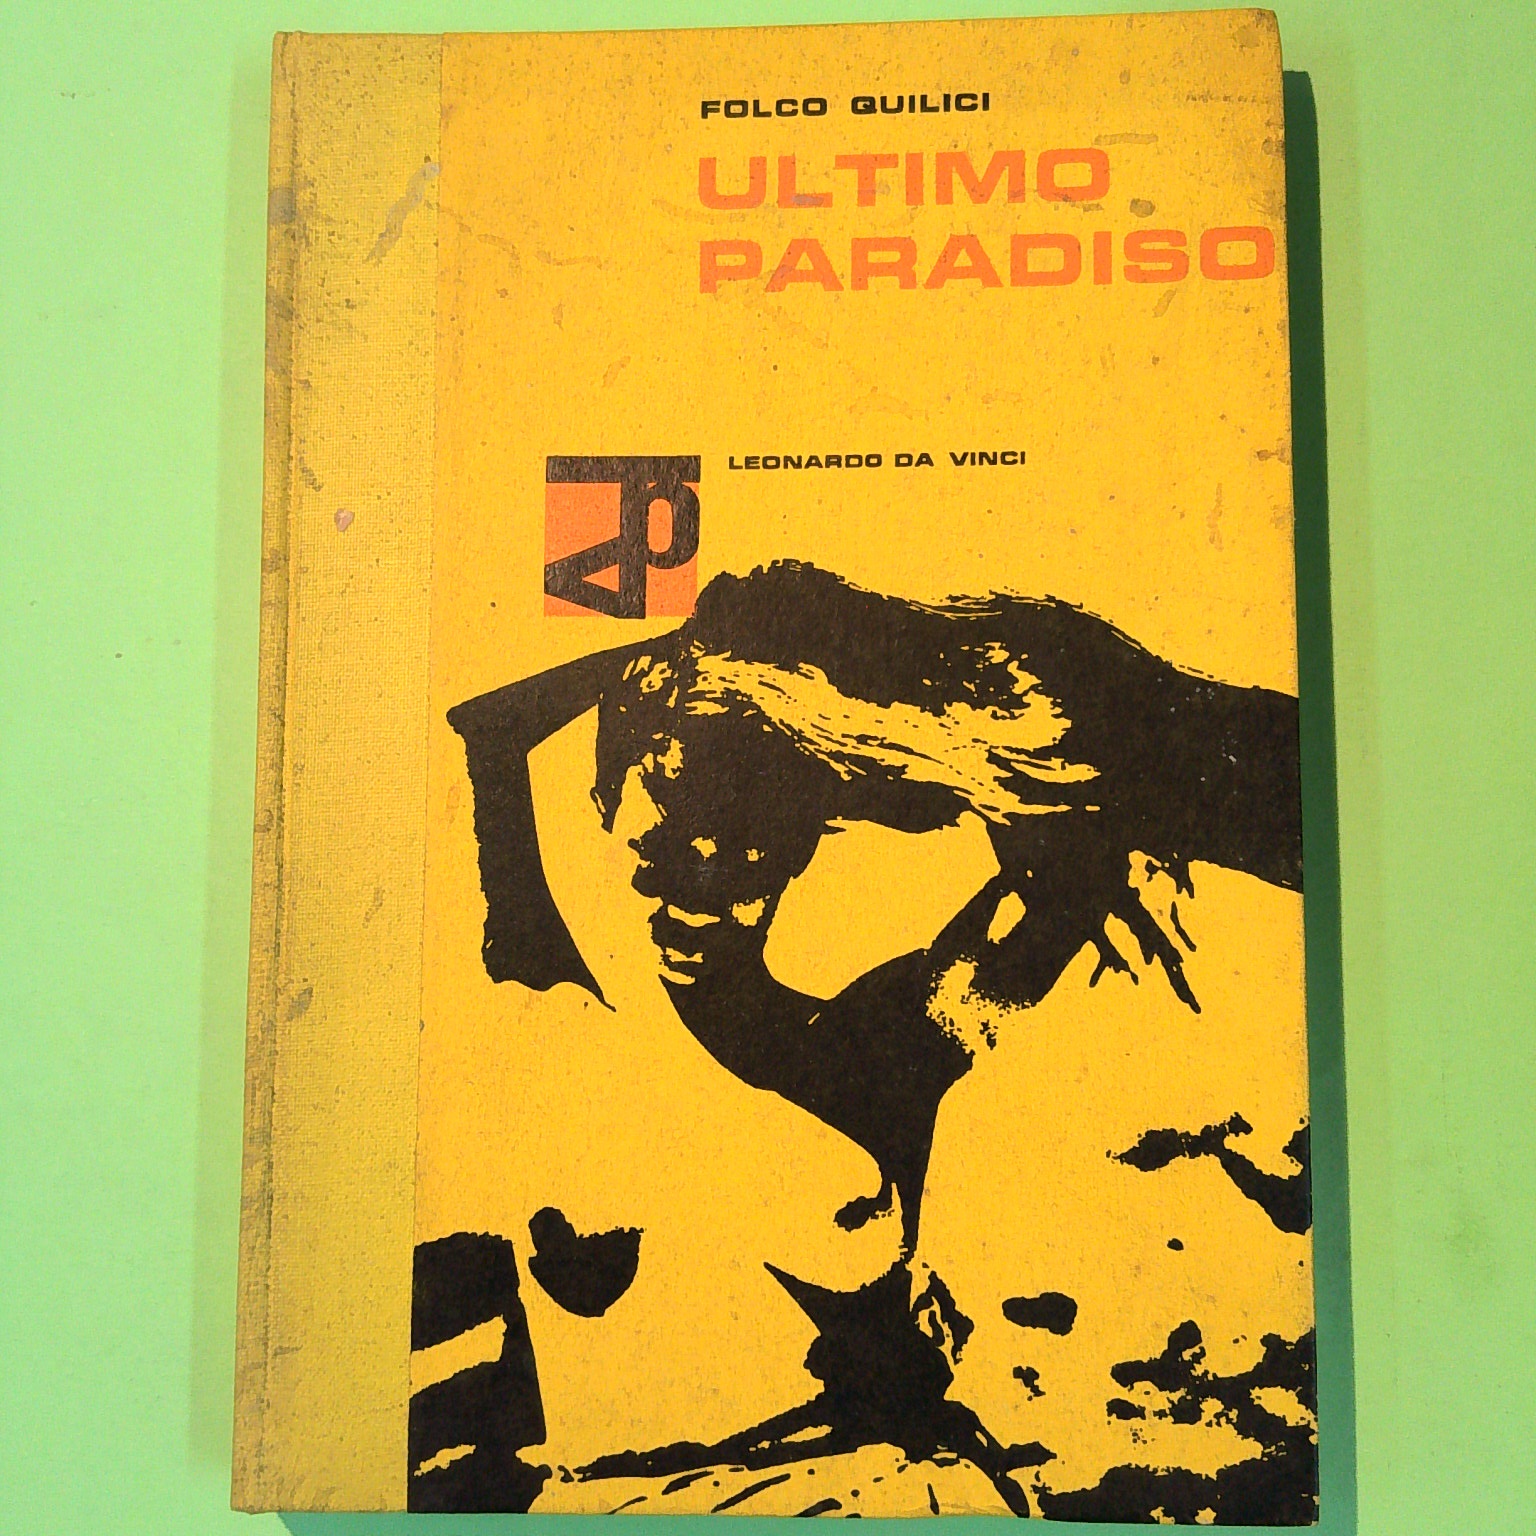 FOLCO QUILICI
ULTIMO
PARADISO
LEONARDO DA VINCI